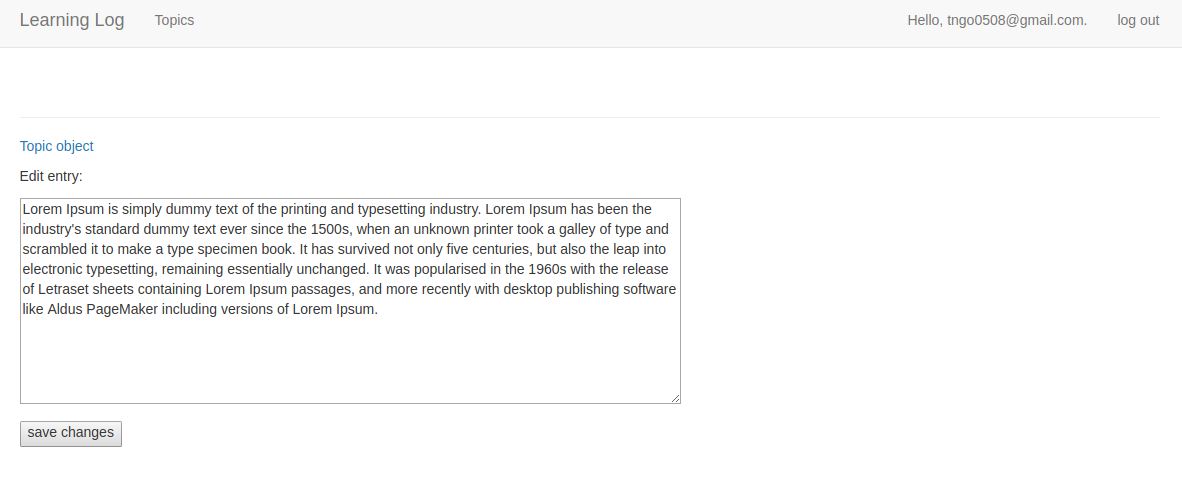 Learning Log Topics Hello, tngo0508@gmail.com. log out
Topic object
Edit entry:
Lorem Ipsum is simply dummy text of the printing and typesetting industry. Lorem Ipsum has been the
industry's standard dummy text ever since the 1500s, when an unknown printer took a galley of type and
scrambled it to make a type specimen book. It has survived not only five centuries, but also the leap into
electronic typesetting, remaining essentially unchanged. It was popularised in the 1960s with the release
of Letraset sheets containing Lorem Ipsum passages, and more recently with desktop publishing software
like Aldus PageMaker including versions of Lorem Ipsum.
save changes